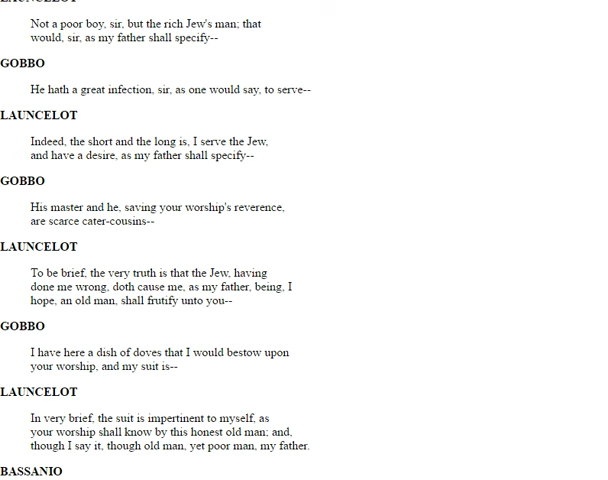 LAUNCELOT
Not a poor boy, sir, but the rich Jew's man; that
would, sir, as my father shall specify--
GOBBO
He hath a great infection, sir, as one would say, to serve--
LAUNCELOT
Indeed, the short and the long is, I serve the Jew,
and have a desire, as my father shall specify--
GOBBO
His master and he, saving your worship's reverence,
are scarce cater-cousins--
LAUNCELOT
To be brief, the very truth is that the Jew, having
done me wrong, doth cause me, as my father, being, I
hope, an old man, shall frutify unto you--
GOBBO
I have here a dish of doves that I would bestow upon
your worship, and my suit is--
LAUNCELOT
In very brief, the suit is impertinent to myself, as
your worship shall know by this honest old man; and,
though I say it, though old man, yet poor man, my father.
BASSANIO